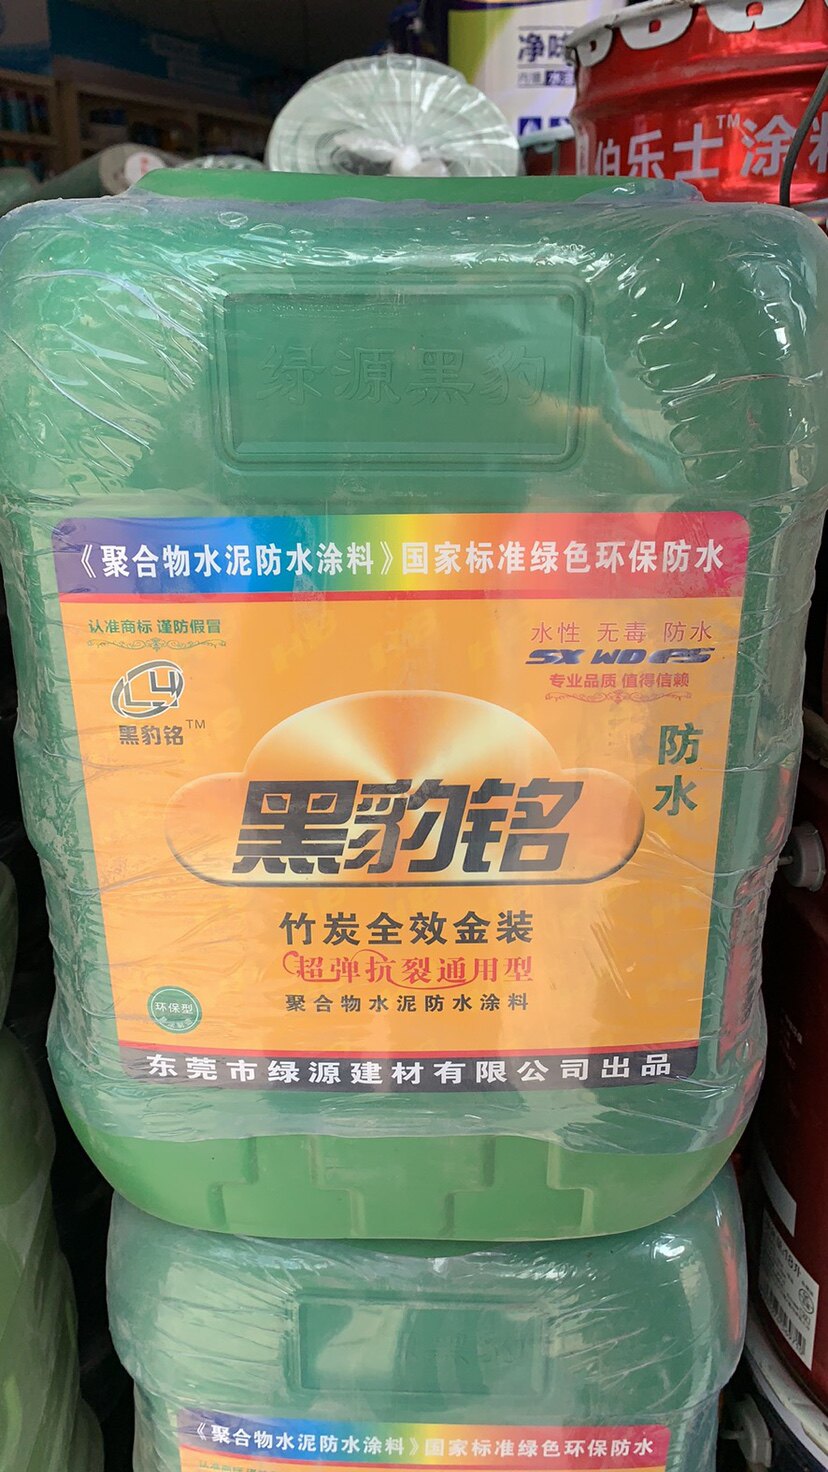 净味
伯乐士™涂料
绿源黑豹
《聚合物水泥防水涂料》国家标准绿色环保防水
认准商标 谨防假冒
水性 无毒 防水
SX WD FS
专业品质 值得信赖
LY
黑豹铭™
防水
黑豹铭
竹炭全效金装
超弹抗裂通用型
聚合物水泥防水涂料
环保型
东莞市绿源建材有限公司出品
《聚合物水泥防水涂料》国家标准绿色环保防水